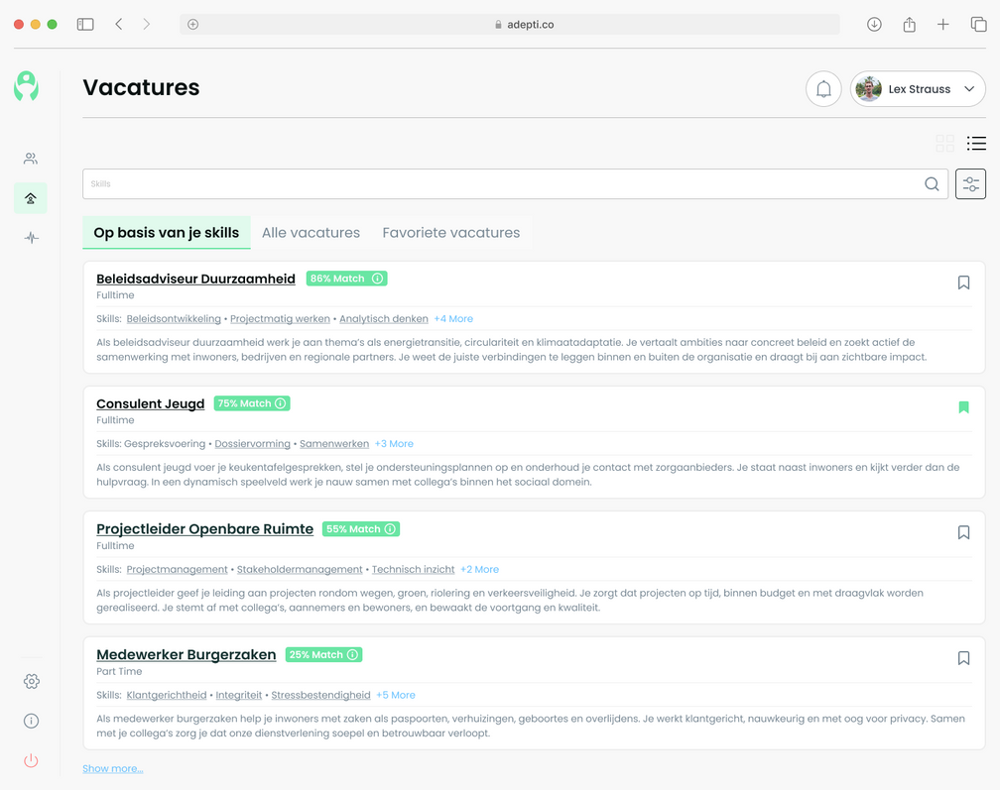 adepti.co
Vacatures
Lex Strauss
Skills
Op basis van je skills
Alle vacatures
Favoriete vacatures
Beleidsadviseur Duurzaamheid
86% Match
Fulltime
Skills: Beleidsontwikkeling • Projectmatig werken • Analytisch denken +4 More
Als beleidsadviseur duurzaamheid werk je aan thema's als energietransitie, circulariteit en klimaatadaptatie. Je vertaalt ambities naar concreet beleid en zoekt actief de
samenwerking met inwoners, bedrijven en regionale partners. Je weet de juiste verbindingen te leggen binnen en buiten de organisatie en draagt bij aan zichtbare impact.
Consulent Jeugd
75% Match
Fulltime
Skills: Gespreksvoering • Dossiervorming • Samenwerken +3 More
Als consulent jeugd voer je keukentafelgesprekken, stel je ondersteuningsplannen op en onderhoud je contact met zorgaanbieders. Je staat naast inwoners en kijkt verder dan de
hulpvraag. In een dynamisch speelveld werk je nauw samen met collega's binnen het sociaal domein.
Projectleider Openbare Ruimte
55% Match
Fulltime
Skills: Projectmanagement • Stakeholdermanagement • Technisch inzicht +2 More
Als projectleider geef je leiding aan projecten rondom wegen, groen, riolering en verkeersveiligheid. Je zorgt dat projecten op tijd, binnen budget en met draagvlak worden
gerealiseerd. Je stemt af met collega's, aannemers en bewoners, en bewaakt de voortgang en kwaliteit.
Medewerker Burgerzaken
25% Match
Part Time
Skills: Klantgerichtheid • Integriteit • Stressbestendigheid +5 More
Als medewerker burgerzaken help je inwoners met zaken als paspoorten, verhuizingen, geboortes en overlijdens. Je werkt klantgericht, nauwkeurig en met oog voor privacy. Samen
met je collega's zorg je dat onze dienstverlening soepel en betrouwbaar verloopt.
Show more...